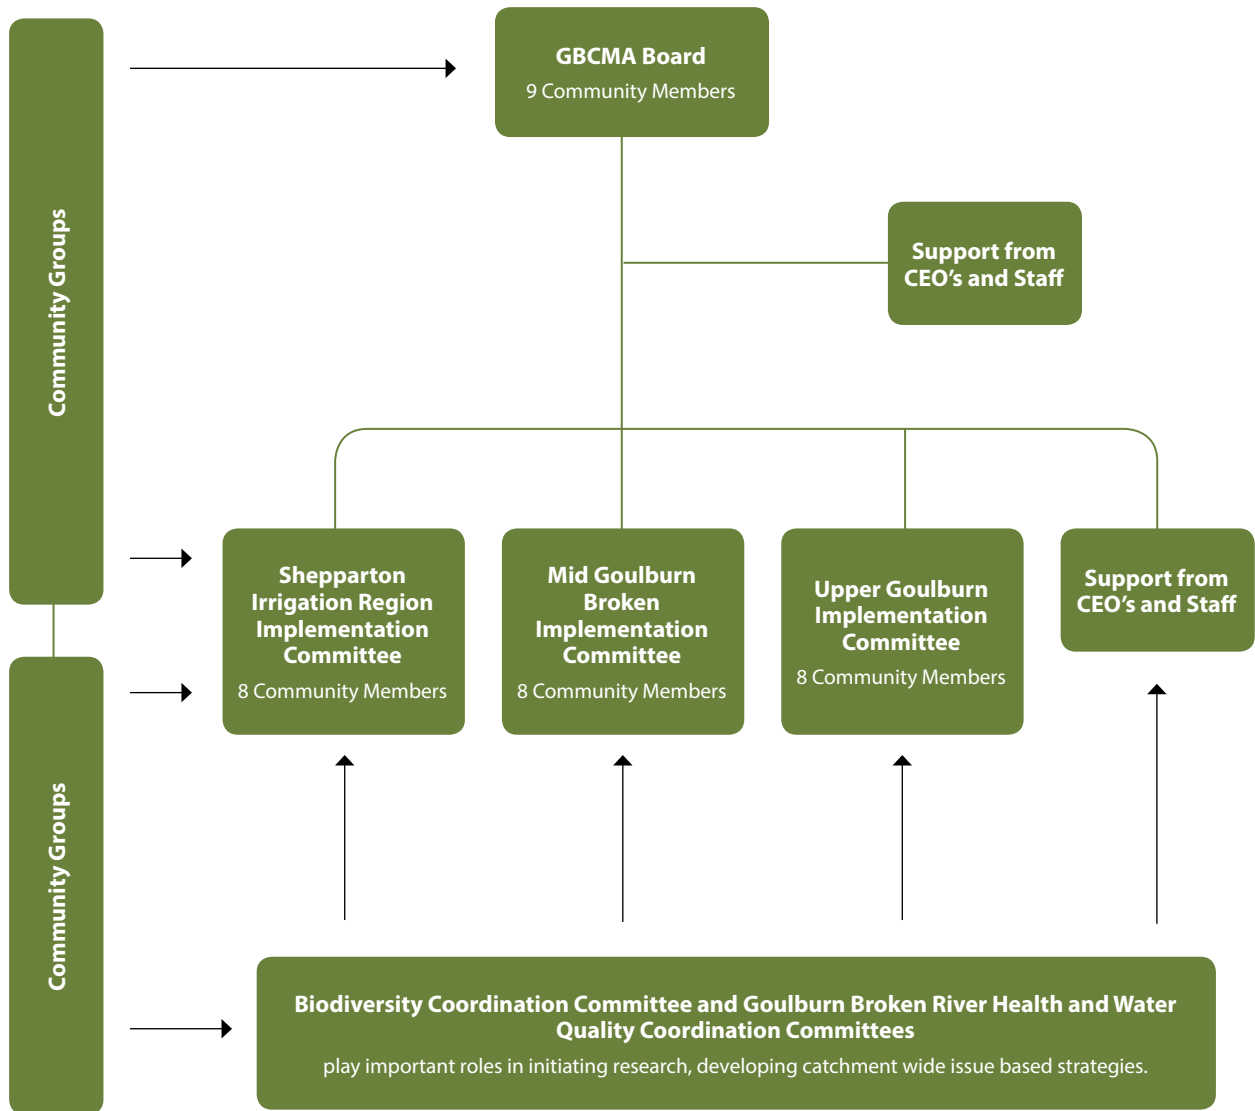 Community Groups
GBCMA Board
9 Community Members
Support from
CEO's and Staff
Shepparton
Irrigation Region
Implementation
Committee
8 Community Members
Mid Goulburn
Broken
Implementation
Committee
8 Community Members
Upper Goulburn
Implementation
Committee
8 Community Members
Support from
CEO's and Staff
Community Groups
Biodiversity Coordination Committee and Goulburn Broken River Health and Water
Quality Coordination Committees
play important roles in initiating research, developing catchment wide issue based strategies.